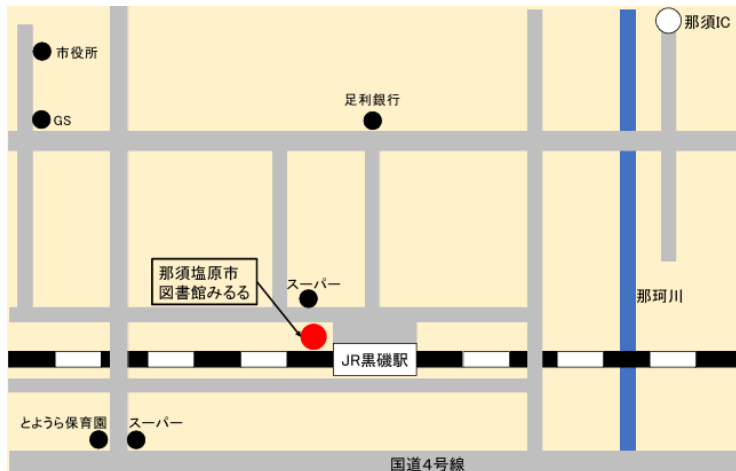 那須IC
市役所
足利銀行
GS
那須塩原市
図書館みるる
スーパー
那珂川
JR黒磯駅
とようら保育園
スーパー
国道4号線